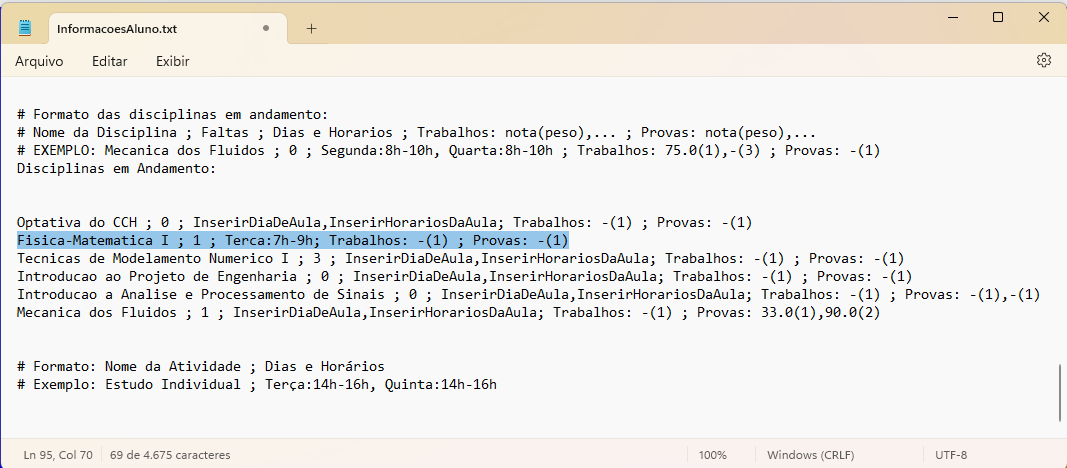 InformacoesAluno.txt
Arquivo Editar Exibir
# Formato das disciplinas em andamento:
# Nome da Disciplina ; Faltas ; Dias e Horarios ; Trabalhos: nota(peso),... ; Provas: nota(peso),...
# EXEMPLO: Mecanica dos Fluidos ; 0 ; Segunda:8h-10h, Quarta:8h-10h ; Trabalhos: 75.0(1),-(3) ; Provas: -(1)
Disciplinas em Andamento:
Optativa do CCH ; 0 ; InserirDiaDeAula,InserirHorariosDaAula; Trabalhos: -(1) ; Provas: -(1)
Fisica-Matematica I ; 1 ; Terca:7h-9h; Trabalhos: -(1) ; Provas: -(1)
Tecnicas de Modelamento Numerico I ; 3 ; InserirDiaDeAula,InserirHorariosDaAula; Trabalhos: -(1) ; Provas: -(1)
Introducao ao Projeto de Engenharia ; 0 ; InserirDiaDeAula,InserirHorariosDaAula; Trabalhos: -(1) ; Provas: -(1)
Introducao a Analise e Processamento de Sinais ; 0 ; InserirDiaDeAula,InserirHorariosDaAula; Trabalhos: -(1) ; Provas: -(1),-(1)
Mecanica dos Fluidos ; 1 ; InserirDiaDeAula,InserirHorariosDaAula; Trabalhos: -(1) ; Provas: 33.0(1),90.0(2)
# Formato: Nome da Atividade ; Dias e Horários
# Exemplo: Estudo Individual ; Terça:14h-16h, Quinta:14h-16h
Ln 95, Col 70 69 de 4.675 caracteres 100% Windows (CRLF) UTF-8